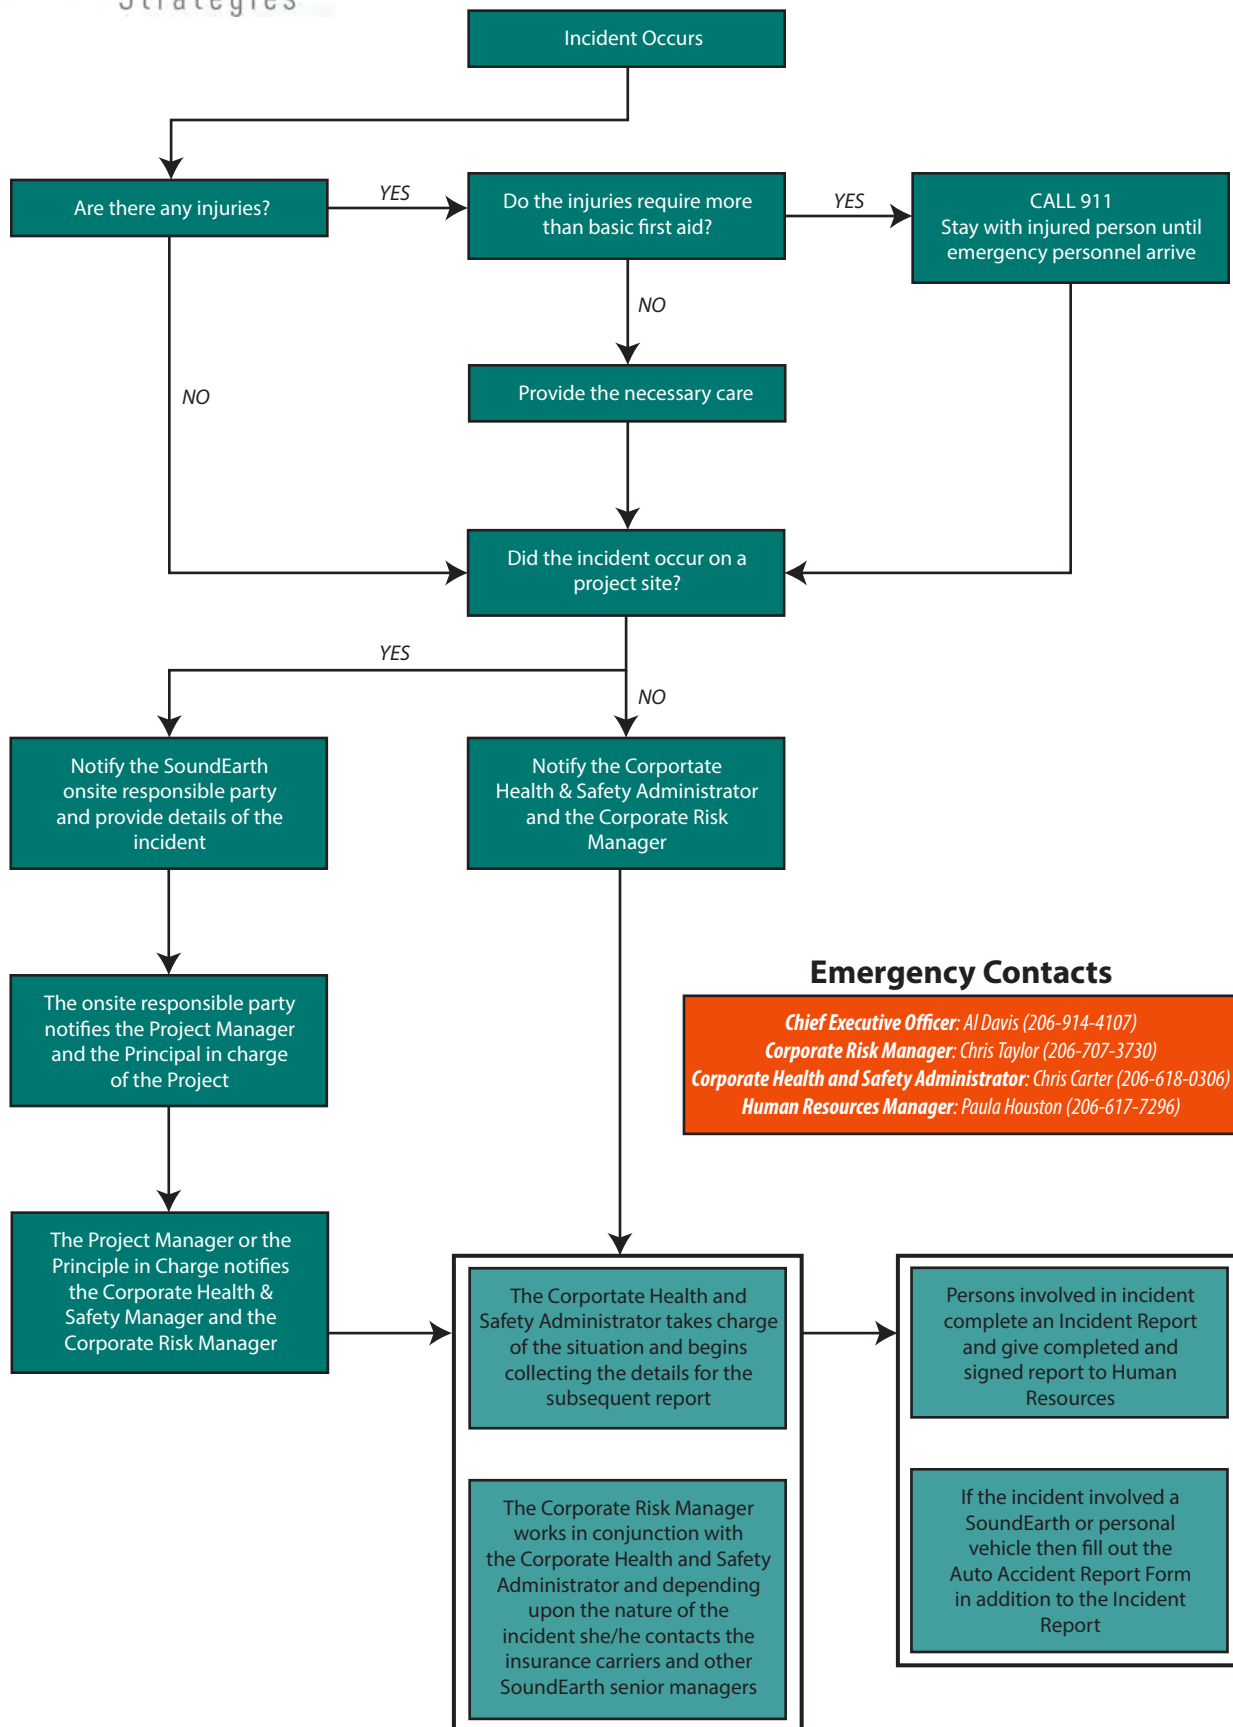 Strategies
Incident Occurs
Are there any injuries?
YES
Do the injuries require more
than basic first aid?
YES
CALL 911
Stay with injured person until
emergency personnel arrive
NO
NO
Provide the necessary care
Did the incident occur on a
project site?
YES
NO
Notify the SoundEarth
onsite responsible party
and provide details of the
incident
Notify the Corportate
Health & Safety Administrator
and the Corporate Risk
Manager
The onsite responsible party
notifies the Project Manager
and the Principal in charge
of the Project
Emergency Contacts
Chief Executive Officer: Al Davis (206-914-4107)
Corporate Risk Manager: Chris Taylor (206-707-3730)
Corporate Health and Safety Administrator: Chris Carter (206-618-0306)
Human Resources Manager: Paula Houston (206-617-7296)
The Project Manager or the
Principle in Charge notifies
the Corporate Health &
Safety Manager and the
Corporate Risk Manager
The Corportate Health and
Safety Administrator takes charge
of the situation and begins
collecting the details for the
subsequent report
The Corporate Risk Manager
works in conjunction with
the Corporate Health and Safety
Administrator and depending
upon the nature of the
incident she/he contacts the
insurance carriers and other
SoundEarth senior managers
Persons involved in incident
complete an Incident Report
and give completed and
signed report to Human
Resources
If the incident involved a
SoundEarth or personal
vehicle then fill out the
Auto Accident Report Form
in addition to the Incident
Report